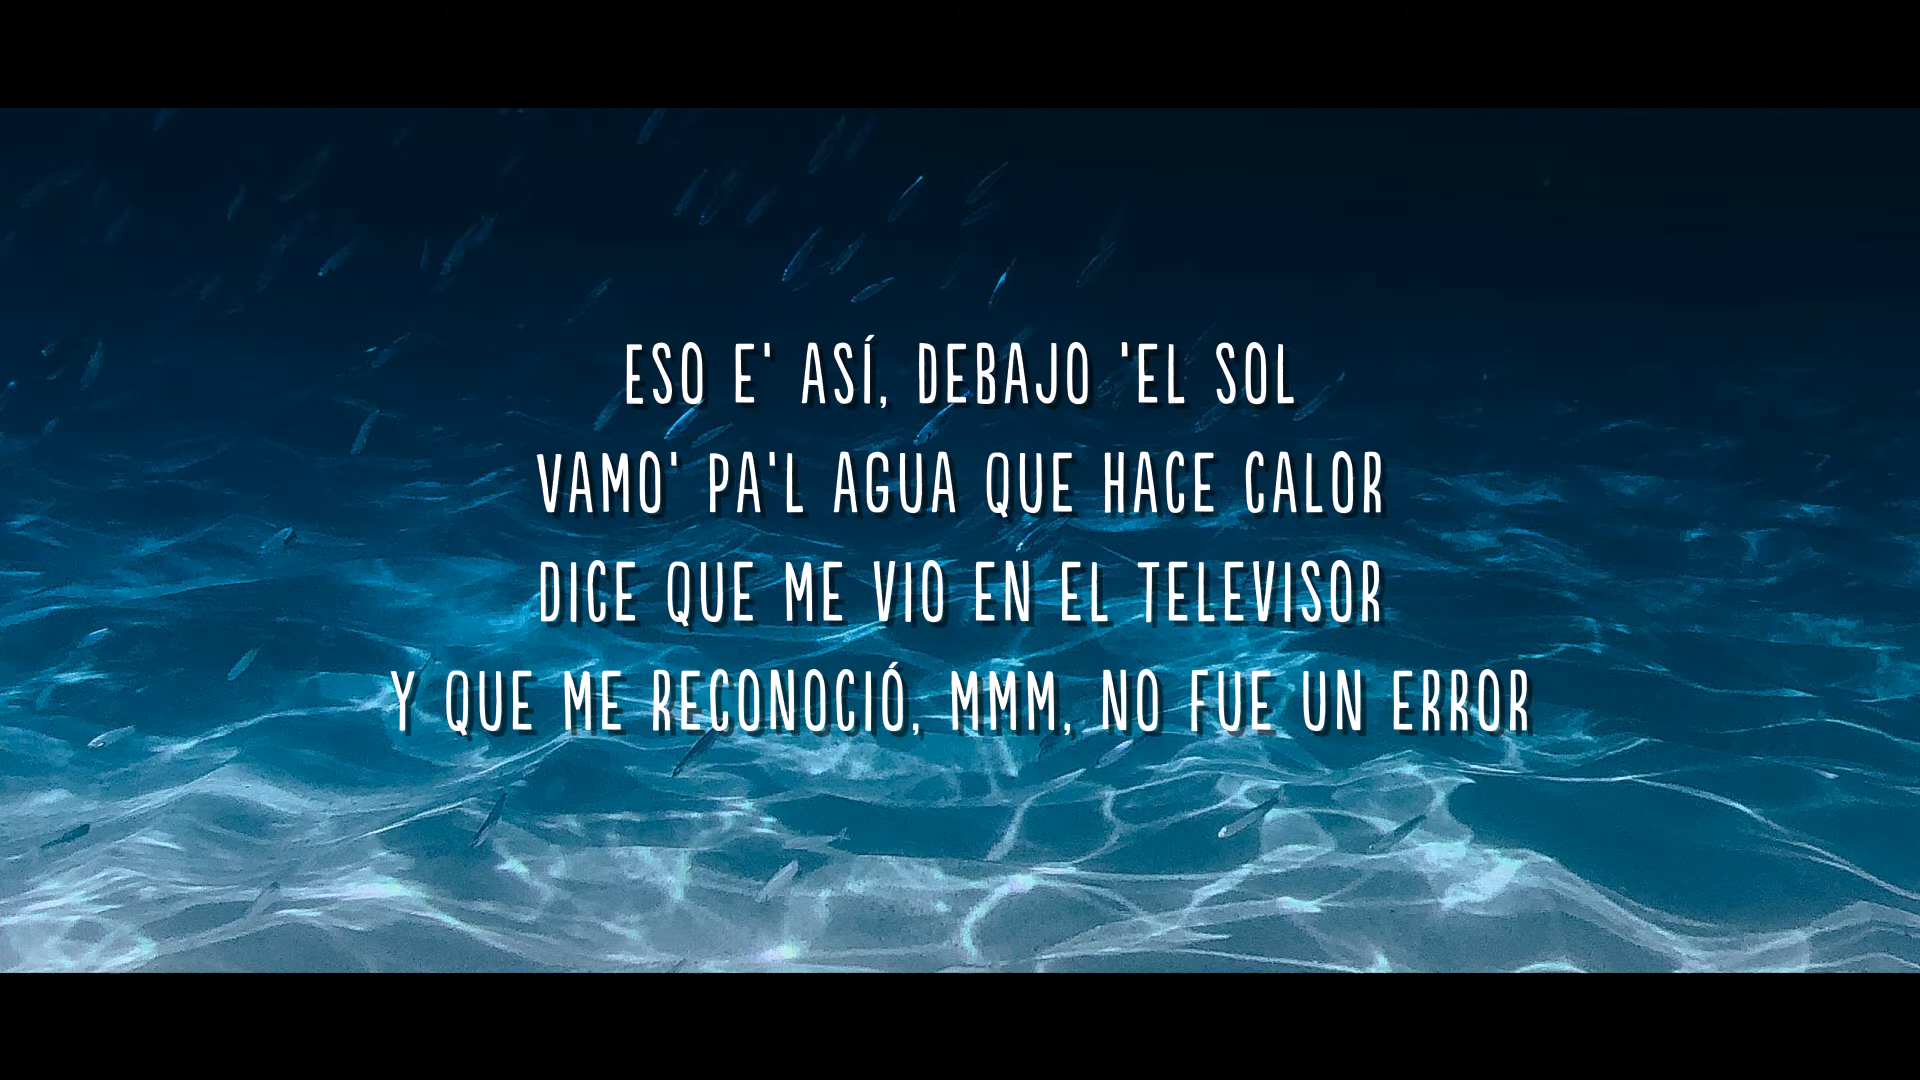 ESO E' ASÍ, DEBAJO 'EL SOL
VAMO' PA'L AGUA QUE HACE CALOR
DICE QUE ME VIO EN EL TELEVISOR
Y QUE ME RECONOCIÓ, MMM, NO FUE UN ERROR